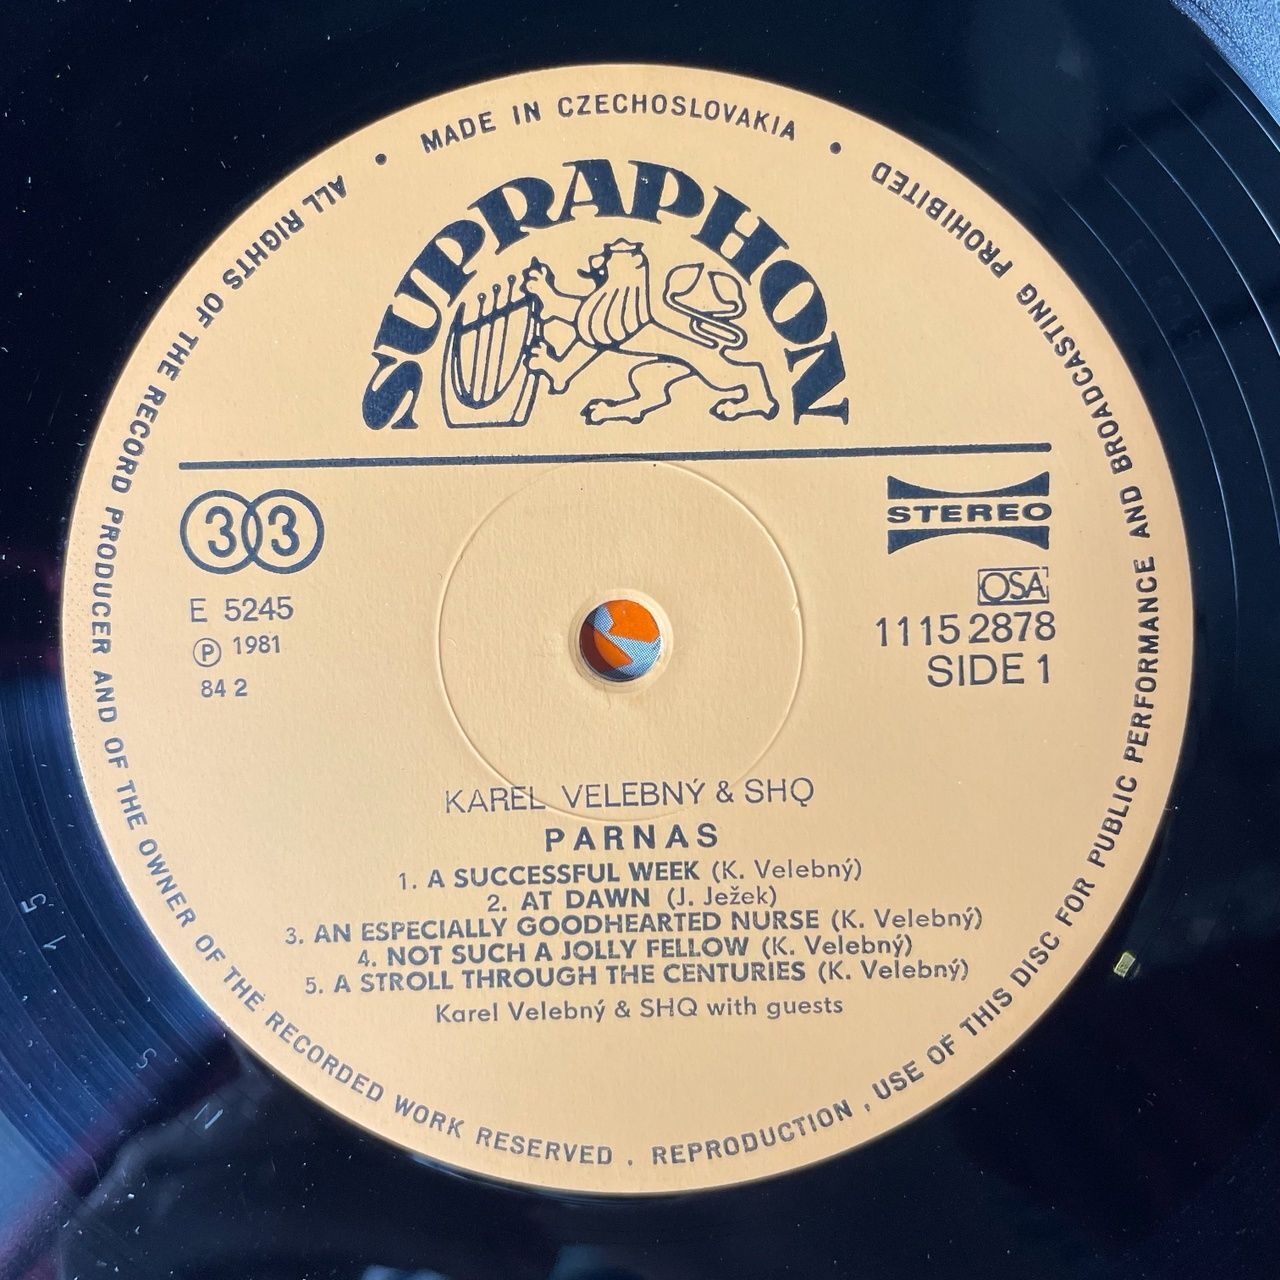 MADE IN CZECHOSLOVAKIA
ALL RIGHTS OF THE RECORD PRODUCER AND OF THE OWNER OF THE RECORDED WORK RESERVED . REPRODUCTION , USE OF THIS DISC FOR PUBLIC PERFORMANCE AND BROADCASTING PROHIBITED
SUPRAPHON
33
STEREO
OSA
E 5245
1115 2878
Ⓟ 1981
SIDE 1
84 2
KAREL VELEBNÝ & SHQ
PARNAS
1. A SUCCESSFUL WEEK (K. Velebný)
2. AT DAWN (J. Ježek)
3. AN ESPECIALLY GOODHEARTED NURSE (K. Velebný)
4. NOT SUCH A JOLLY FELLOW (K. Velebný)
5. A STROLL THROUGH THE CENTURIES (K. Velebný)
Karel Velebný & SHQ with guests